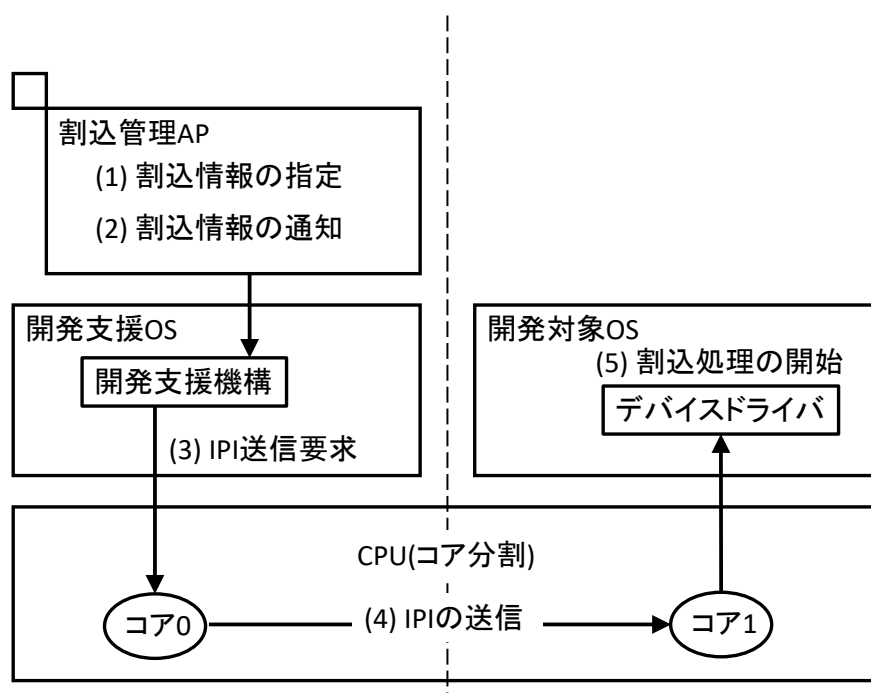 割込管理AP
(1) 割込情報の指定
(2) 割込情報の通知
開発支援OS
開発支援機構
(3) IPI送信要求
開発対象OS
(5) 割込処理の開始
デバイスドライバ
CPU(コア分割)
コア0
(4) IPIの送信
コア1